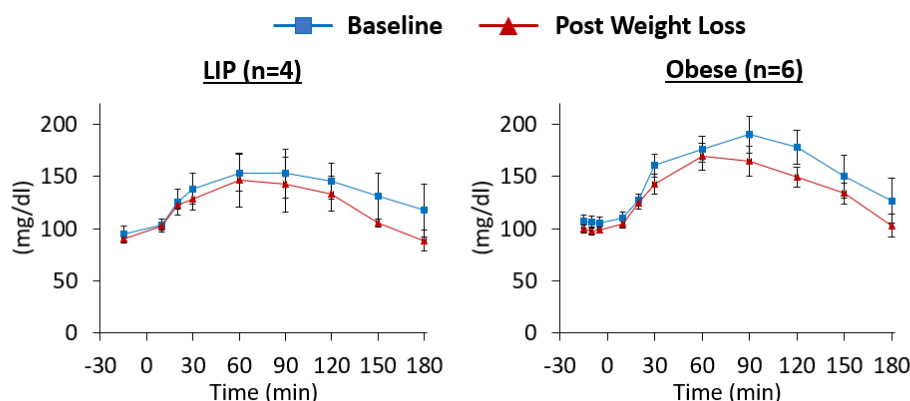 Baseline Post Weight Loss
LIP (n=4)
Obese (n=6)
200
150
100
50
0
(mg/dl)
-30 0 30 60 90 120 150 180
Time (min)
200
150
100
50
0
(mg/dl)
-30 0 30 60 90 120 150 180
Time (min)